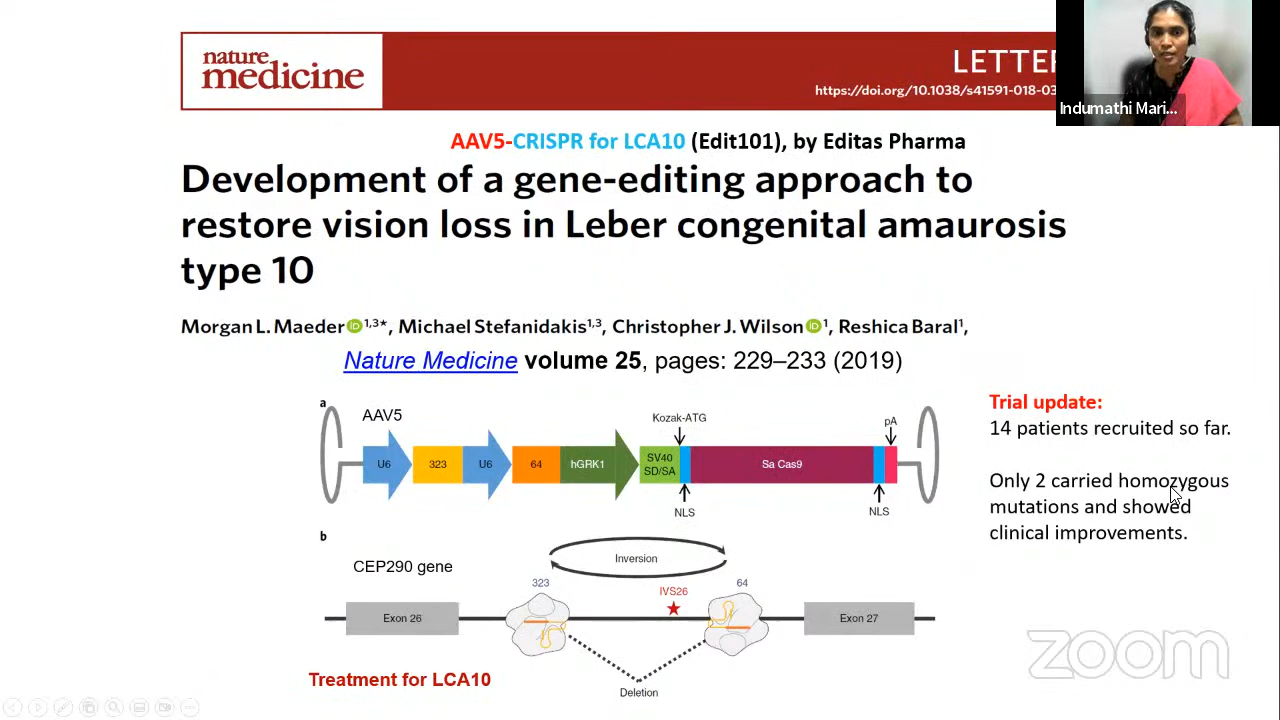 nature
medicine
LETTER
https://doi.org/10.1038/s41591-018-03
Indumathi Mari...
AAV5-CRISPR for LCA10 (Edit101), by Editas Pharma
Development of a gene-editing approach to
restore vision loss in Leber congenital amaurosis
type 10
Morgan L. Maeder iD 1,3*, Michael Stefanidakis1,3, Christopher J. Wilson iD 1, Reshica Baral1,
Nature Medicine volume 25, pages: 229–233 (2019)
a
AAV5
Kozak-ATG
pA
U6
323
U6
64
hGRK1
SV40
SD/SA
Sa Cas9
NLS
NLS
Trial update:
14 patients recruited so far.
Only 2 carried homozygous
mutations and showed
clinical improvements.
b
CEP290 gene
Inversion
323
IVS26
64
Exon 26
Exon 27
Deletion
Treatment for LCA10
zoom